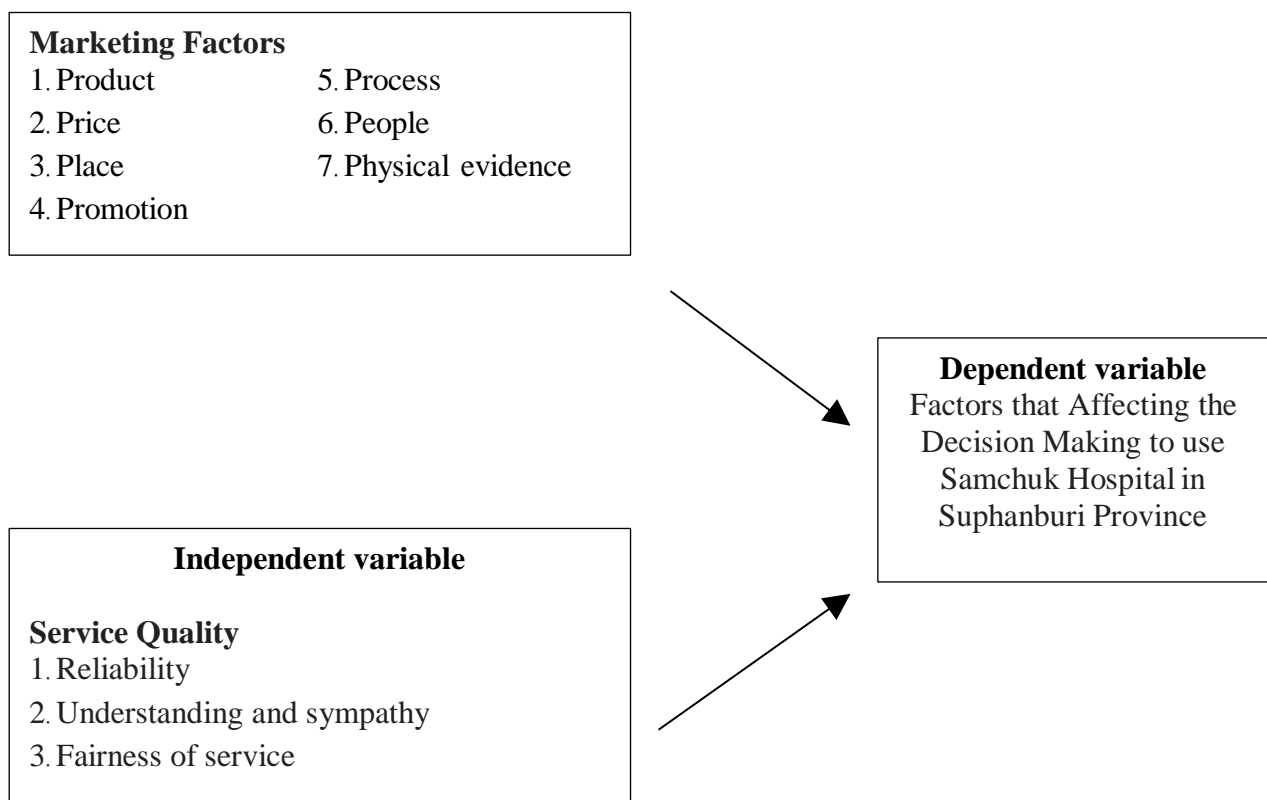 Marketing Factors
1. Product 5. Process
2. Price 6. People
3. Place 7. Physical evidence
4. Promotion
Dependent variable
Factors that Affecting the
Decision Making to use
Samchuk Hospital in
Suphanburi Province
Independent variable
Service Quality
1. Reliability
2. Understanding and sympathy
3. Fairness of service